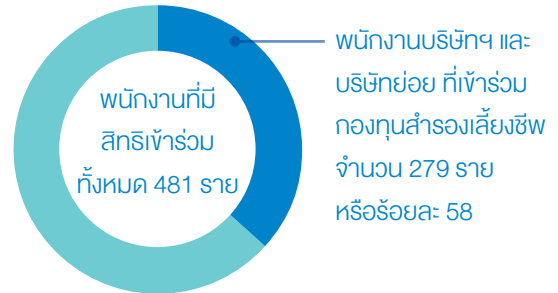 พนักงานที่มี
สิทธิเข้าร่วม
ทั้งหมด 481 ราย
พนักงานบริษัทฯ และ
บริษัทย่อย ที่เข้าร่วม
กองทุนสำรองเลี้ยงชีพ
จำนวน 279 ราย
หรือร้อยละ 58